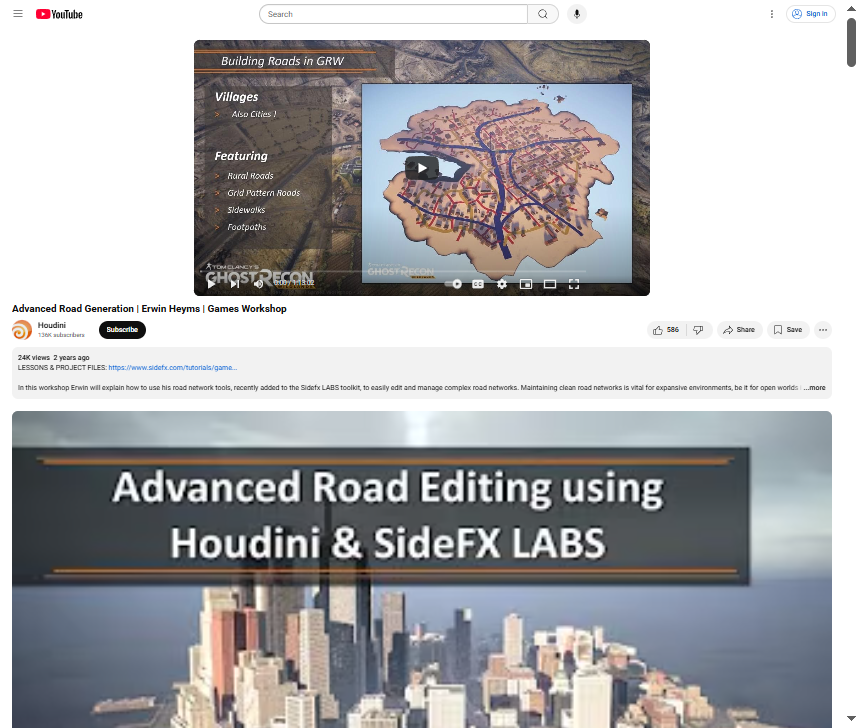 YouTube
Search
Sign in
Building Roads in GRW
Villages
> Also Cities !
Featuring
> Rural Roads
> Grid Pattern Roads
> Sidewalks
> Footpaths
TOM CLANCY'S
GHOST RECON
GHOST RECON
0:00 / 1:13:02
Advanced Road Generation | Erwin Heyms | Games Workshop
Houdini
136K subscribers
Subscribe
586
Share
Save
24K views 2 years ago
LESSONS & PROJECT FILES: https://www.sidefx.com/tutorials/game...
In this workshop Erwin will explain how to use his road network tools, recently added to the Sidefx LABS toolkit, to easily edit and manage complex road networks. Maintaining clean road networks is vital for expansive environments, be it for open worlds ...more
Advanced Road Editing using
Houdini & SideFX LABS